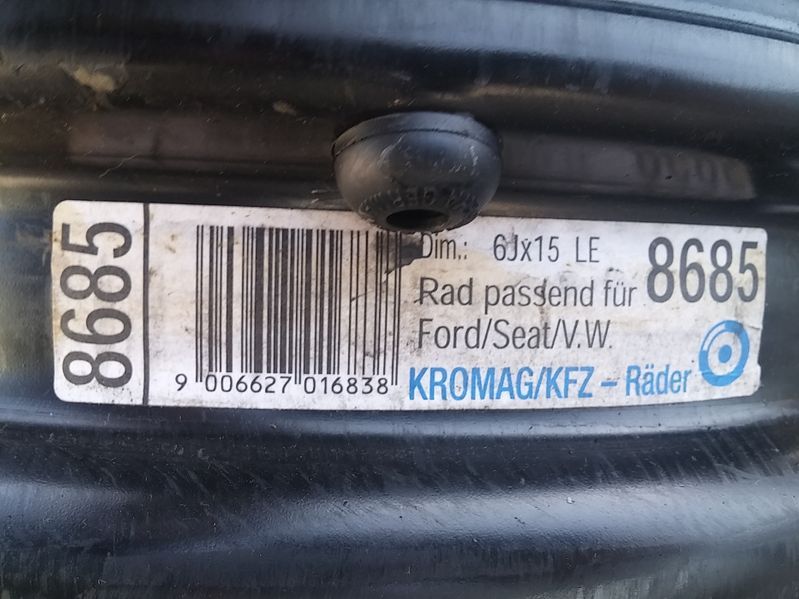 8685
Dim.: 6Jx15 LE
8685
Rad passend für
Ford/Seat/V.W.
9 006627 016838
KROMAG/KFZ – Räder